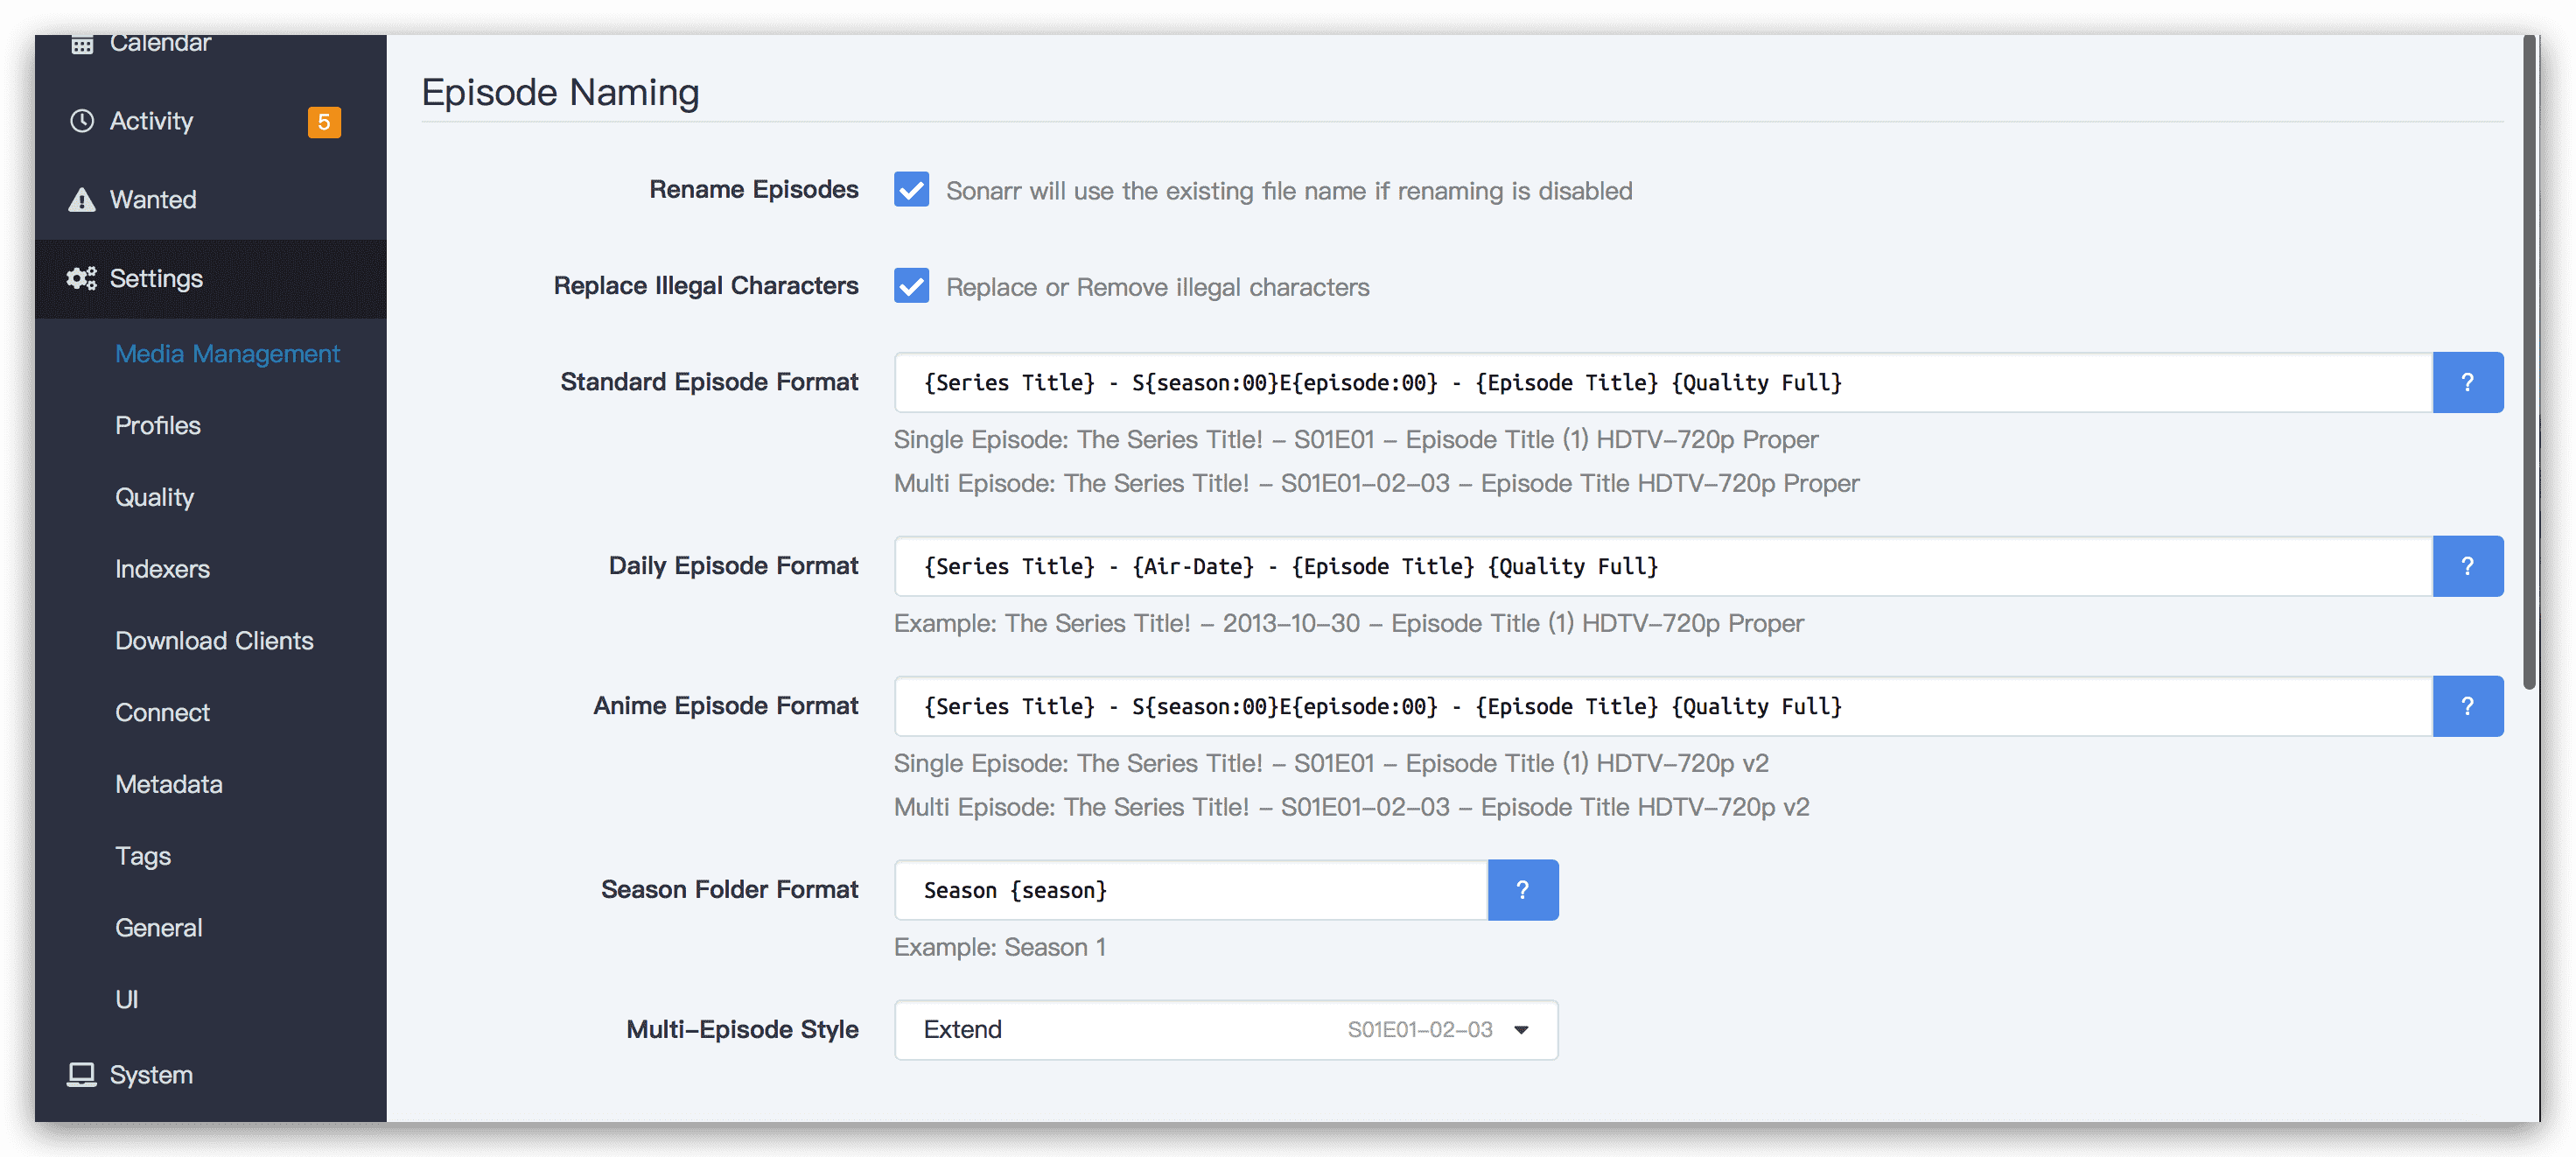 Calendar
Activity 5
Wanted
Settings
Media Management
Profiles
Quality
Indexers
Download Clients
Connect
Metadata
Tags
General
UI
System
Episode Naming
Rename Episodes Sonarr will use the existing file name if renaming is disabled
Replace Illegal Characters Replace or Remove illegal characters
Standard Episode Format {Series Title} - S{season:00}E{episode:00} - {Episode Title} {Quality Full} ?
Single Episode: The Series Title! – S01E01 – Episode Title (1) HDTV–720p Proper
Multi Episode: The Series Title! – S01E01–02–03 – Episode Title HDTV–720p Proper
Daily Episode Format {Series Title} - {Air-Date} - {Episode Title} {Quality Full} ?
Example: The Series Title! – 2013–10–30 – Episode Title (1) HDTV–720p Proper
Anime Episode Format {Series Title} - S{season:00}E{episode:00} - {Episode Title} {Quality Full} ?
Single Episode: The Series Title! – S01E01 – Episode Title (1) HDTV–720p v2
Multi Episode: The Series Title! – S01E01–02–03 – Episode Title HDTV–720p v2
Season Folder Format Season {season} ?
Example: Season 1
Multi–Episode Style Extend S01E01–02–03